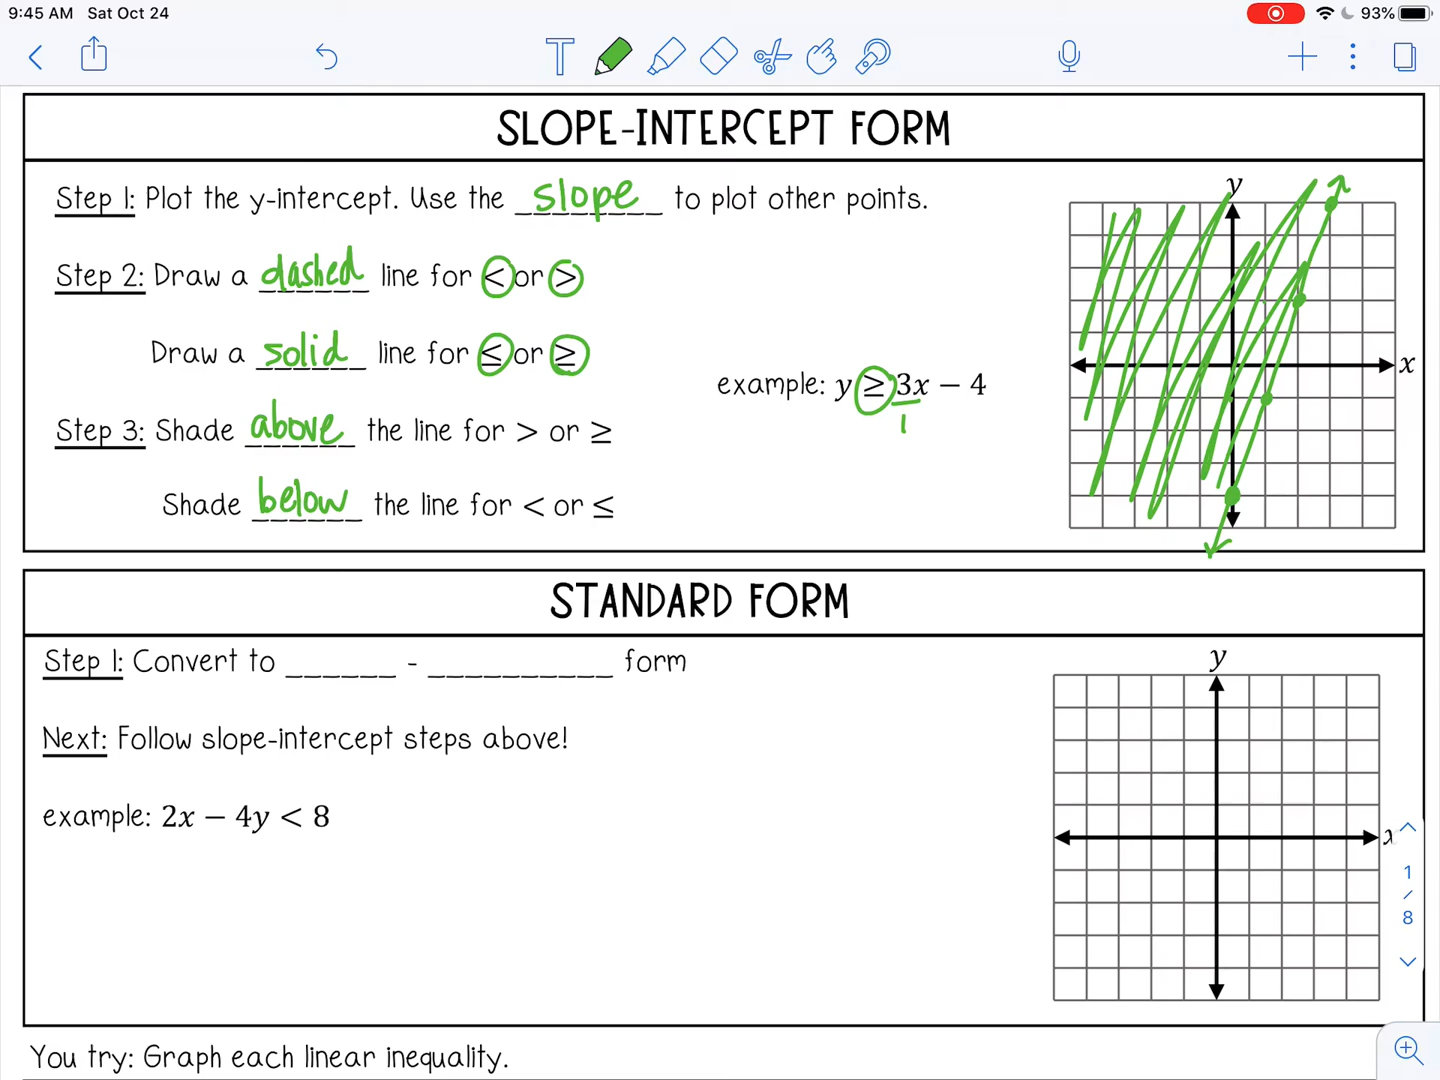 9:45 AM Sat Oct 24
93%
T
SLOPE-INTERCEPT FORM
Step 1: Plot the y-intercept. Use the slope to plot other points.
Step 2: Draw a dashed line for < or >
Draw a solid line for ≤ or ≥
example: y ≥ 3x − 4
1
Step 3: Shade above the line for > or ≥
Shade below the line for < or ≤
y
x
STANDARD FORM
Step 1: Convert to ______ - __________ form
Next: Follow slope-intercept steps above!
example: 2x − 4y < 8
y
x
1
/
8
You try: Graph each linear inequality.